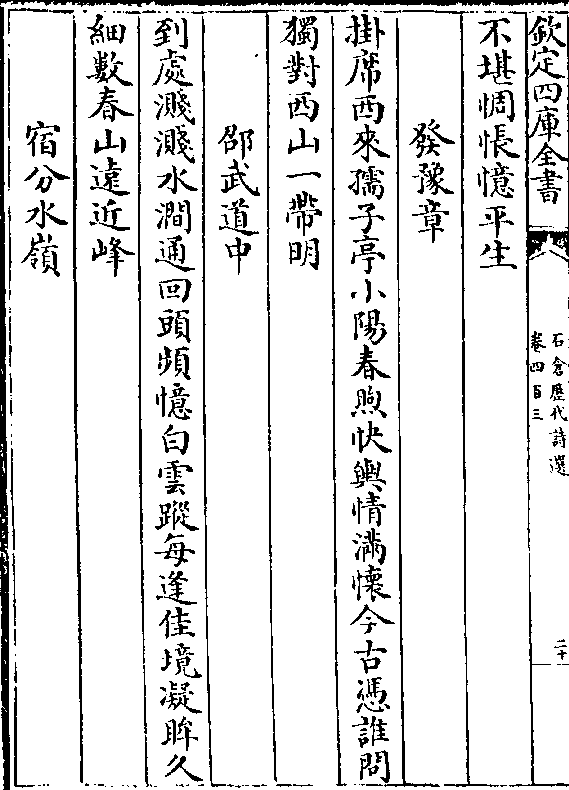 欽定四庫全書
石倉歷代詩選
卷四百三
二十
不堪惆悵憶平生
發豫章
掛席西來孺子亭小陽春煦快輿情滿懷今古憑誰問
獨對西山一帶明
邵武道中
到處濺濺水澗通回頭頻憶白雲蹤每逢佳境凝眸久
細數春山遠近峰
宿分水嶺